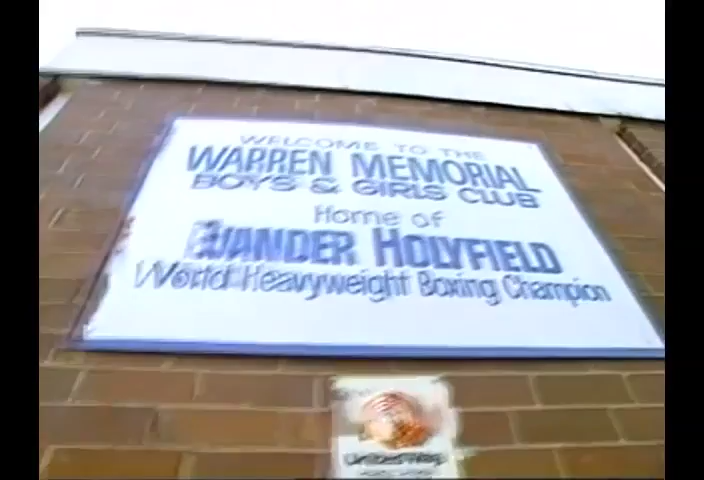 WELCOME TO THE
WARREN MEMORIAL
BOYS & GIRLS CLUB
Home of
EVANDER HOLYFIELD
World Heavyweight Boxing Champion
United Way